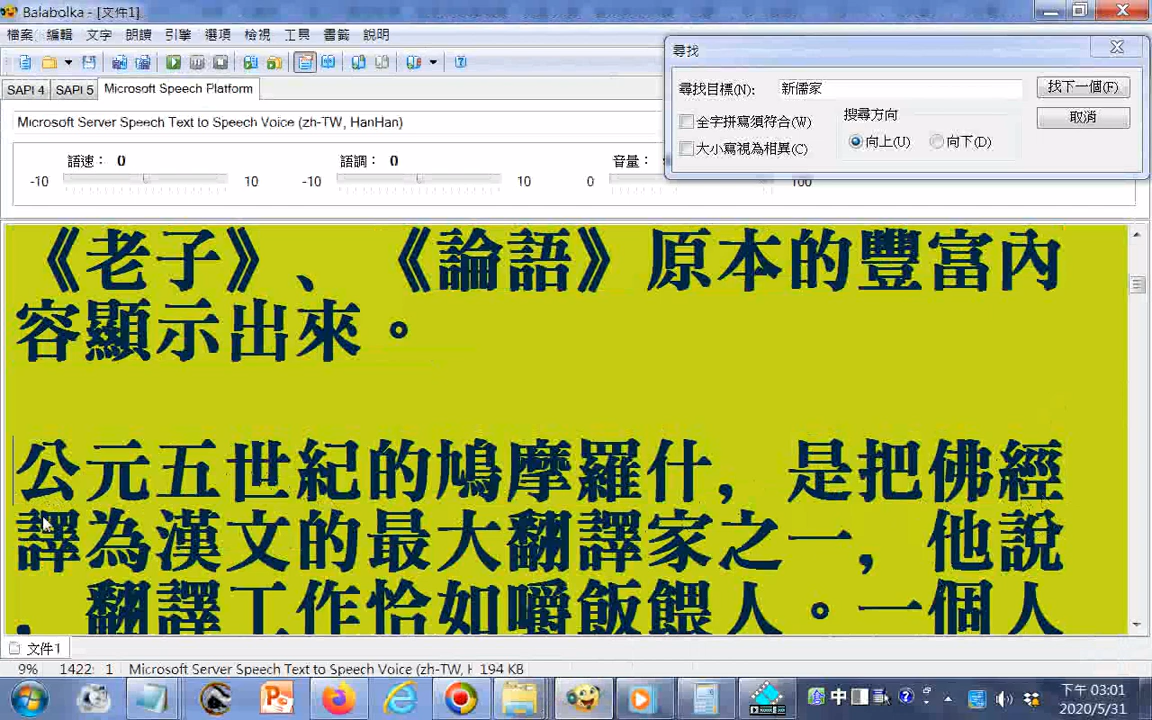 Balabolka - [文件1]
檔案 編輯 文字 朗讀 引擎 選項 檢視 工具 書籤 說明
SAPI 4 SAPI 5 Microsoft Speech Platform
Microsoft Server Speech Text to Speech Voice (zh-TW, HanHan)
語速： 0 語調： 0 音量：
-10 10 -10 10 0 100
尋找
尋找目標(N): 新儒家 找下一個(F)
全字拼寫須符合(W) 搜尋方向 取消
大小寫視為相異(C) 向上(U) 向下(D)
《老子》、《論語》原本的豐富內
容顯示出來。
公元五世紀的鳩摩羅什，是把佛經
譯為漢文的最大翻譯家之一，他說
，翻譯工作恰如嚼飯餵人。一個人
文件1
9% 1422: 1 Microsoft Server Speech Text to Speech Voice (zh-TW, H 194 KB
中
下午 03:01
2020/5/31